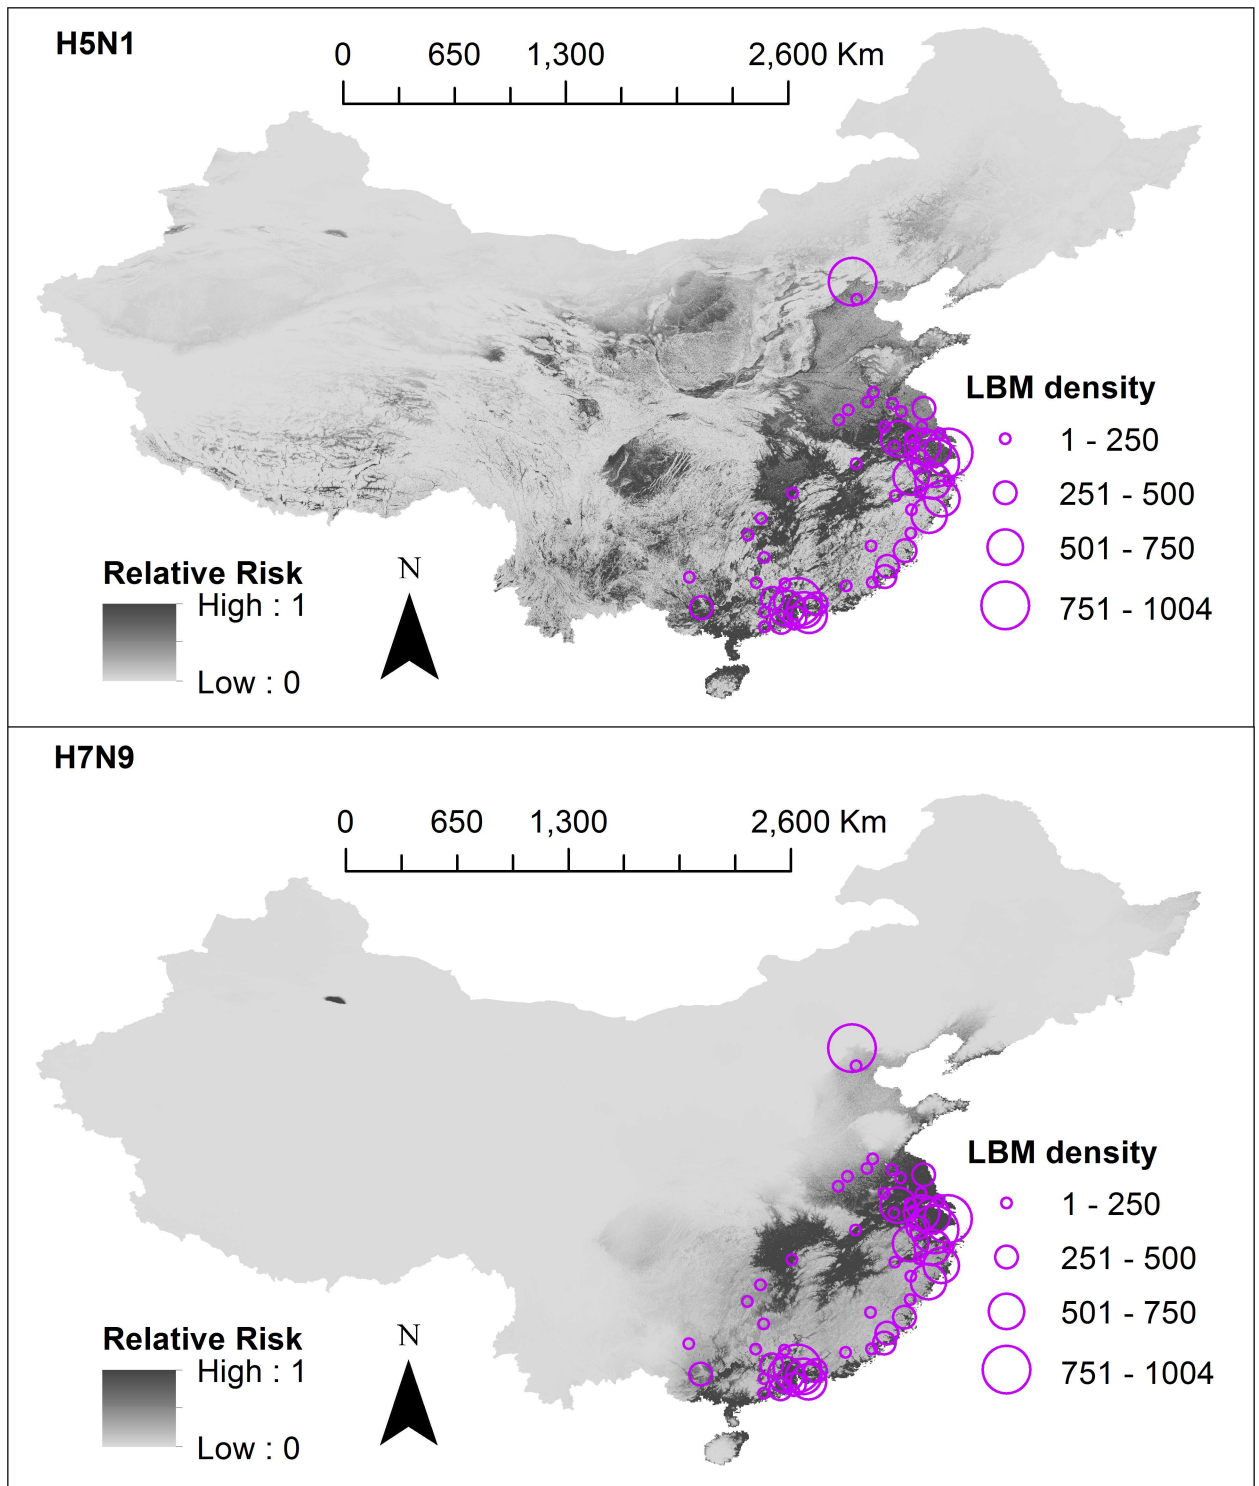 H5N1
0 650 1,300 2,600 Km
LBM density
1 - 250
251 - 500
501 - 750
751 - 1004
Relative Risk
High : 1
Low : 0
N
H7N9
0 650 1,300 2,600 Km
LBM density
1 - 250
251 - 500
501 - 750
751 - 1004
Relative Risk
High : 1
Low : 0
N